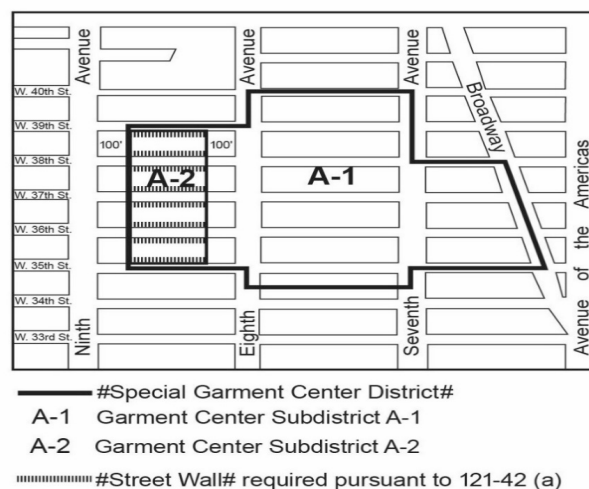 Avenue
Avenue
Avenue
W. 40th St.
Broadway
W. 39th St.
100'
100'
W. 38th St.
A-2
A-1
W. 37th St.
W. 36th St.
W. 35th St.
W. 34th St.
W. 33rd St.
Ninth
Eighth
Seventh
Avenue of the Americas
#Special Garment Center District#
A-1 Garment Center Subdistrict A-1
A-2 Garment Center Subdistrict A-2
#Street Wall# required pursuant to 121-42 (a)